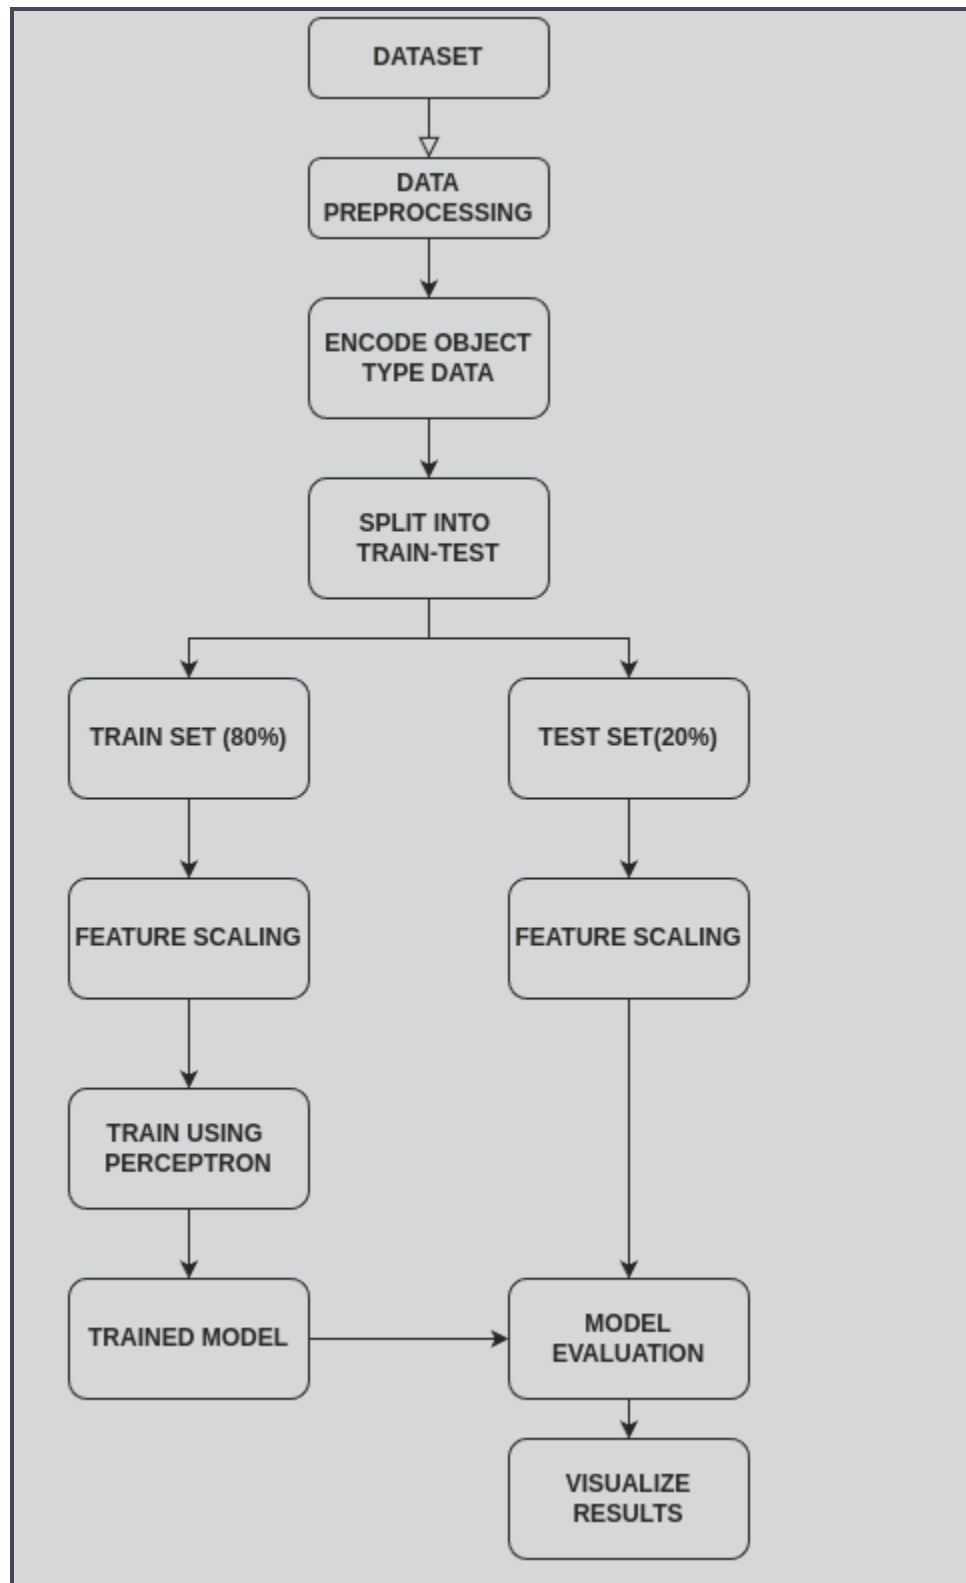 DATASET
DATA
PREPROCESSING
ENCODE OBJECT
TYPE DATA
SPLIT INTO
TRAIN-TEST
TRAIN SET (80%)
TEST SET(20%)
FEATURE SCALING
FEATURE SCALING
TRAIN USING
PERCEPTRON
TRAINED MODEL
MODEL
EVALUATION
VISUALIZE
RESULTS